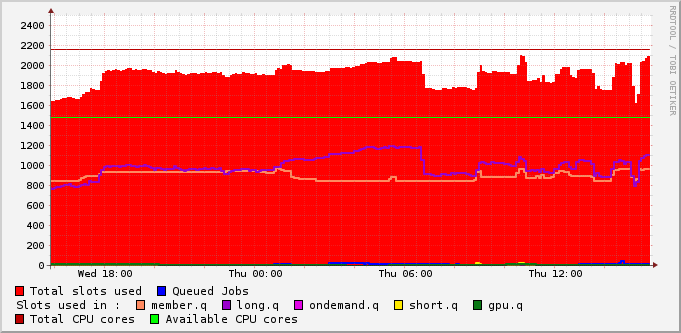 2400
2200
2000
1800
1600
1400
1200
1000
800
600
400
200
0
Wed 18:00 Thu 00:00 Thu 06:00 Thu 12:00
Total slots used Queued Jobs
Slots used in : member.q long.q ondemand.q short.q gpu.q
Total CPU cores Available CPU cores
RRDTOOL / TOBI OETIKER